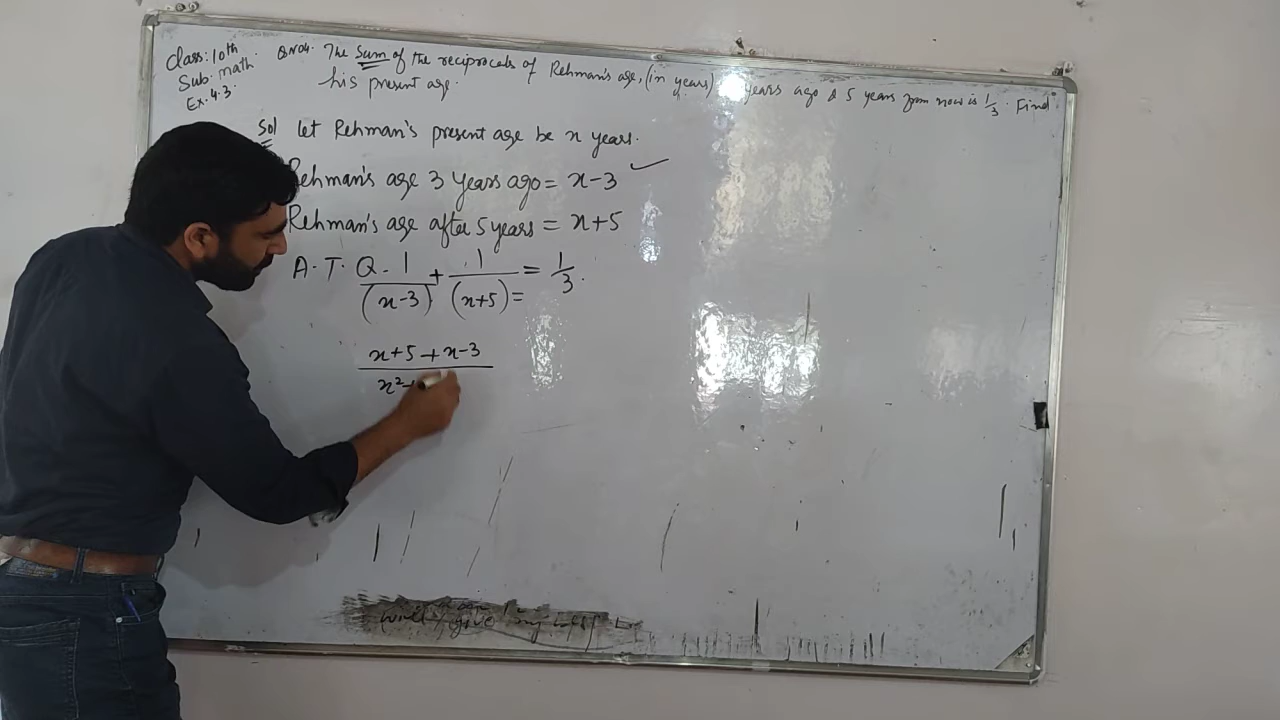 Class: 10th
Sub. math.
Ex. 4.3.
QNo4. The Sum of the reciprocals of Rehman's age, (in years) years ago & 5 years from now is 1/3. Find
his present age.
Sol let Rehman's present age be x years.
Rehman's age 3 years ago = x-3
Rehman's age after 5 years = x+5
A.T.Q. 1/(x-3) + 1/(x+5) = 1/3.
=
x+5+x-3
x²
give